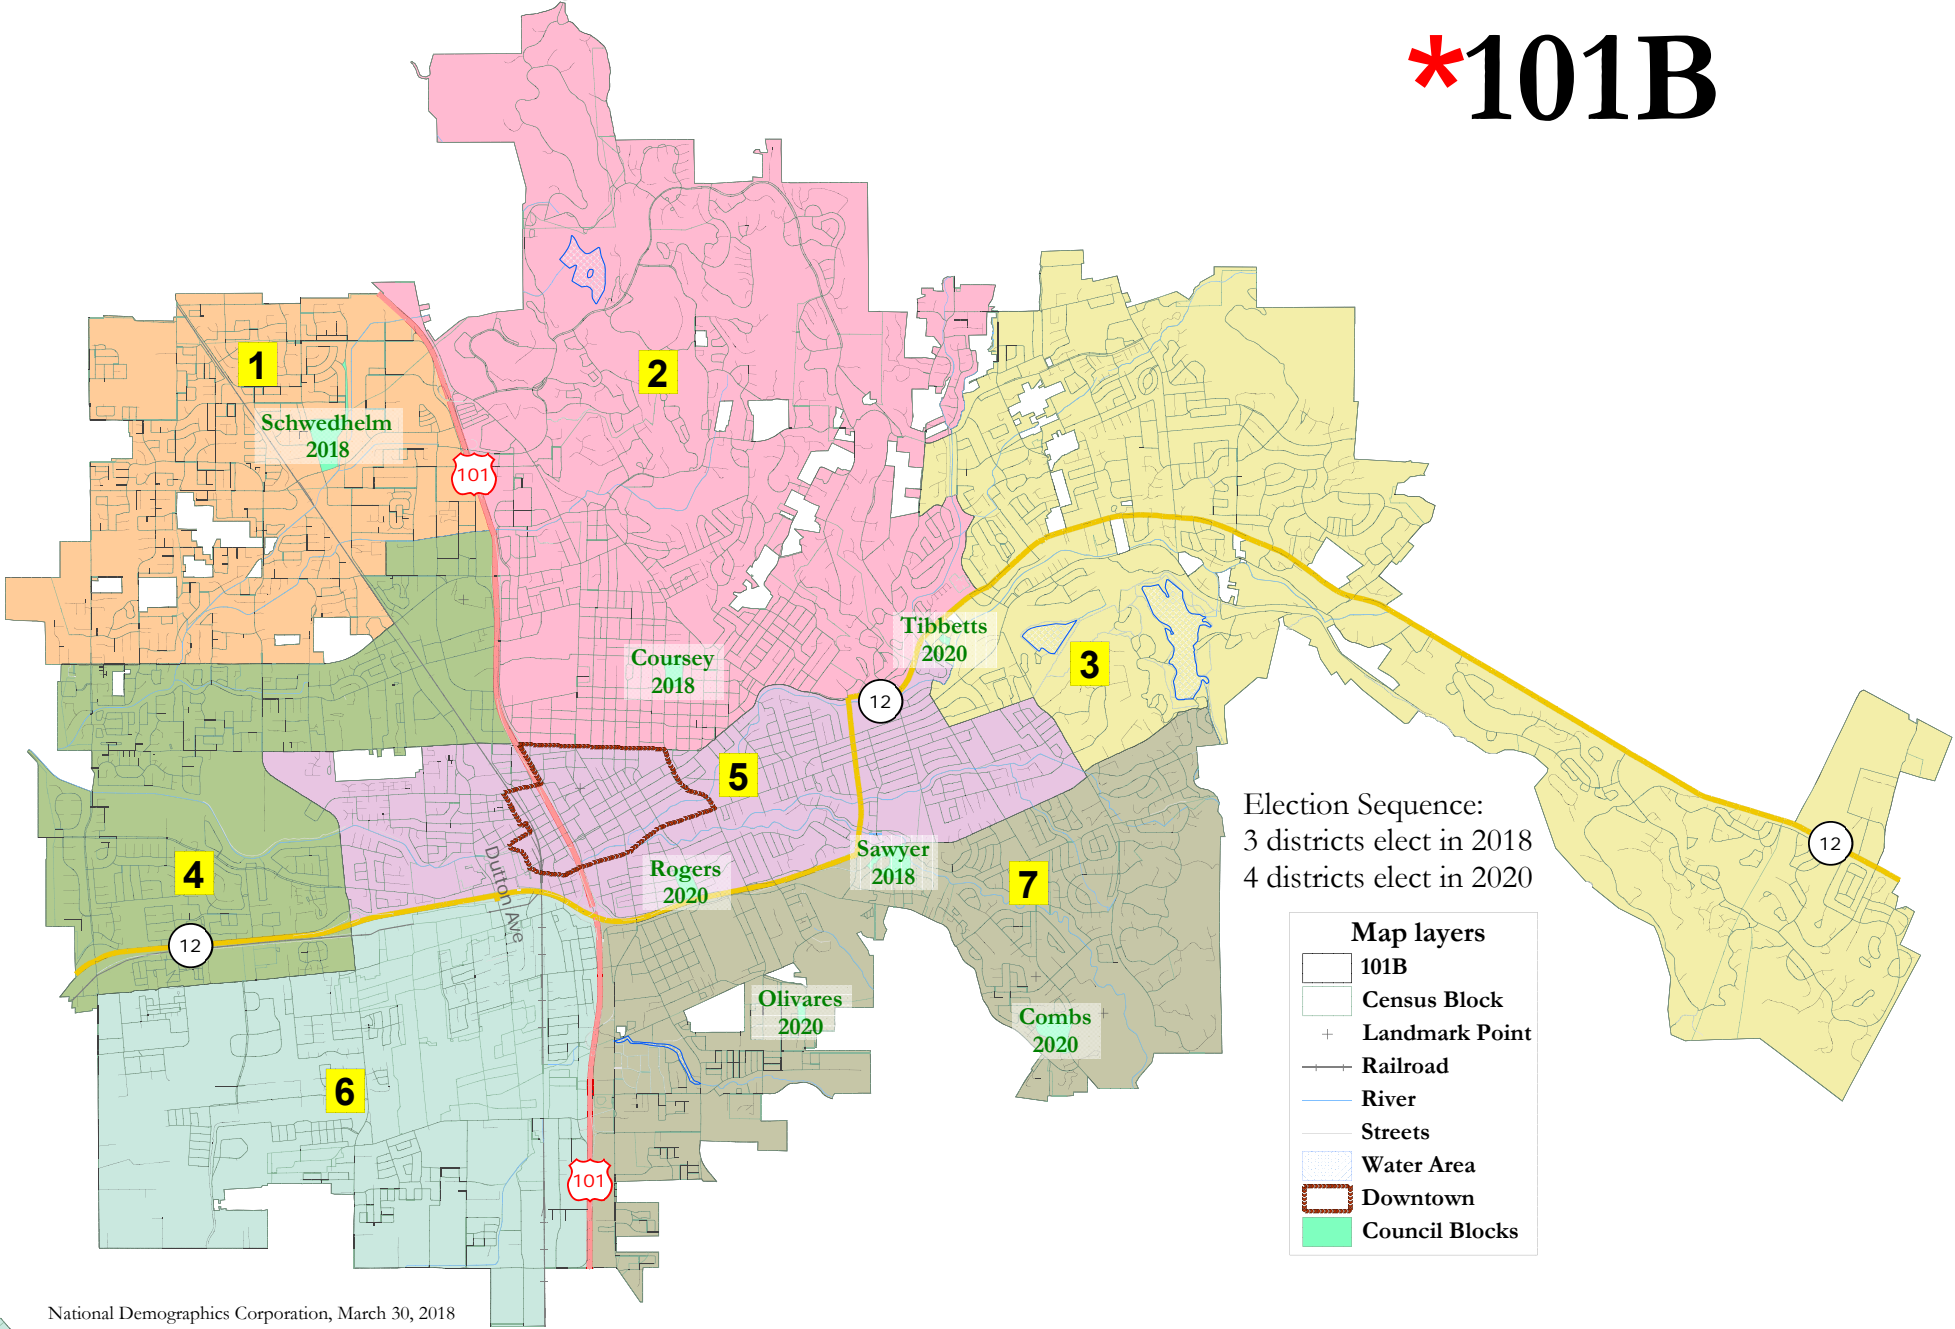 *101B
1
2
Schwedhelm
2018
101
Tibbetts
2020
Coursey
2018
3
12
5
Election Sequence:
3 districts elect in 2018
4 districts elect in 2020
12
Sawyer
2018
Dutton Ave
Rogers
2020
4
7
12
Map layers
101B
Census Block
Landmark Point
Railroad
River
Streets
Water Area
Downtown
Council Blocks
Olivares
2020
Combs
2020
6
101
National Demographics Corporation, March 30, 2018